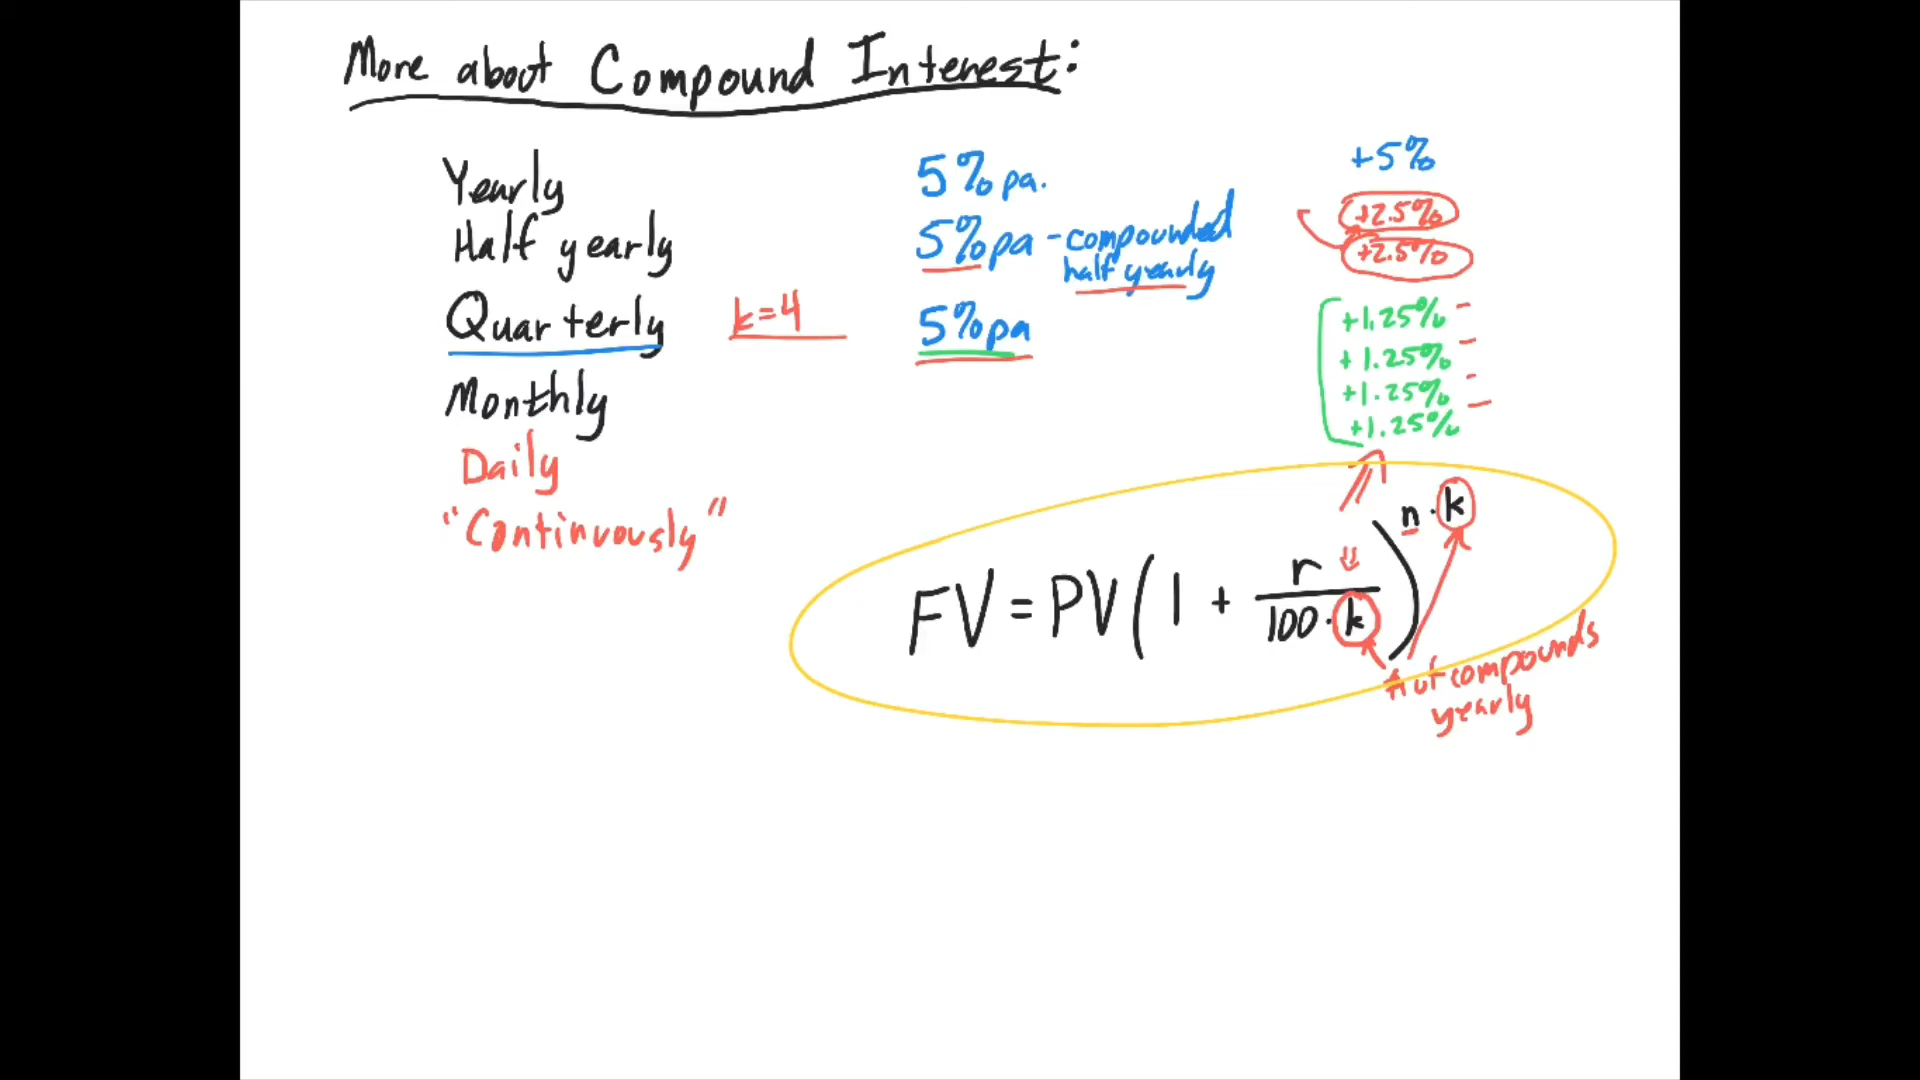 More about Compound Interest:
Yearly 5% pa. +5%
Half yearly 5% pa - compounded half yearly +2.5%
+2.5%
Quarterly k=4 5% pa +1.25%
+1.25%
+1.25%
+1.25%
Monthly
Daily
"Continuously"
FV = PV(1 + r/(100·k))^n·k
# of compounds
yearly